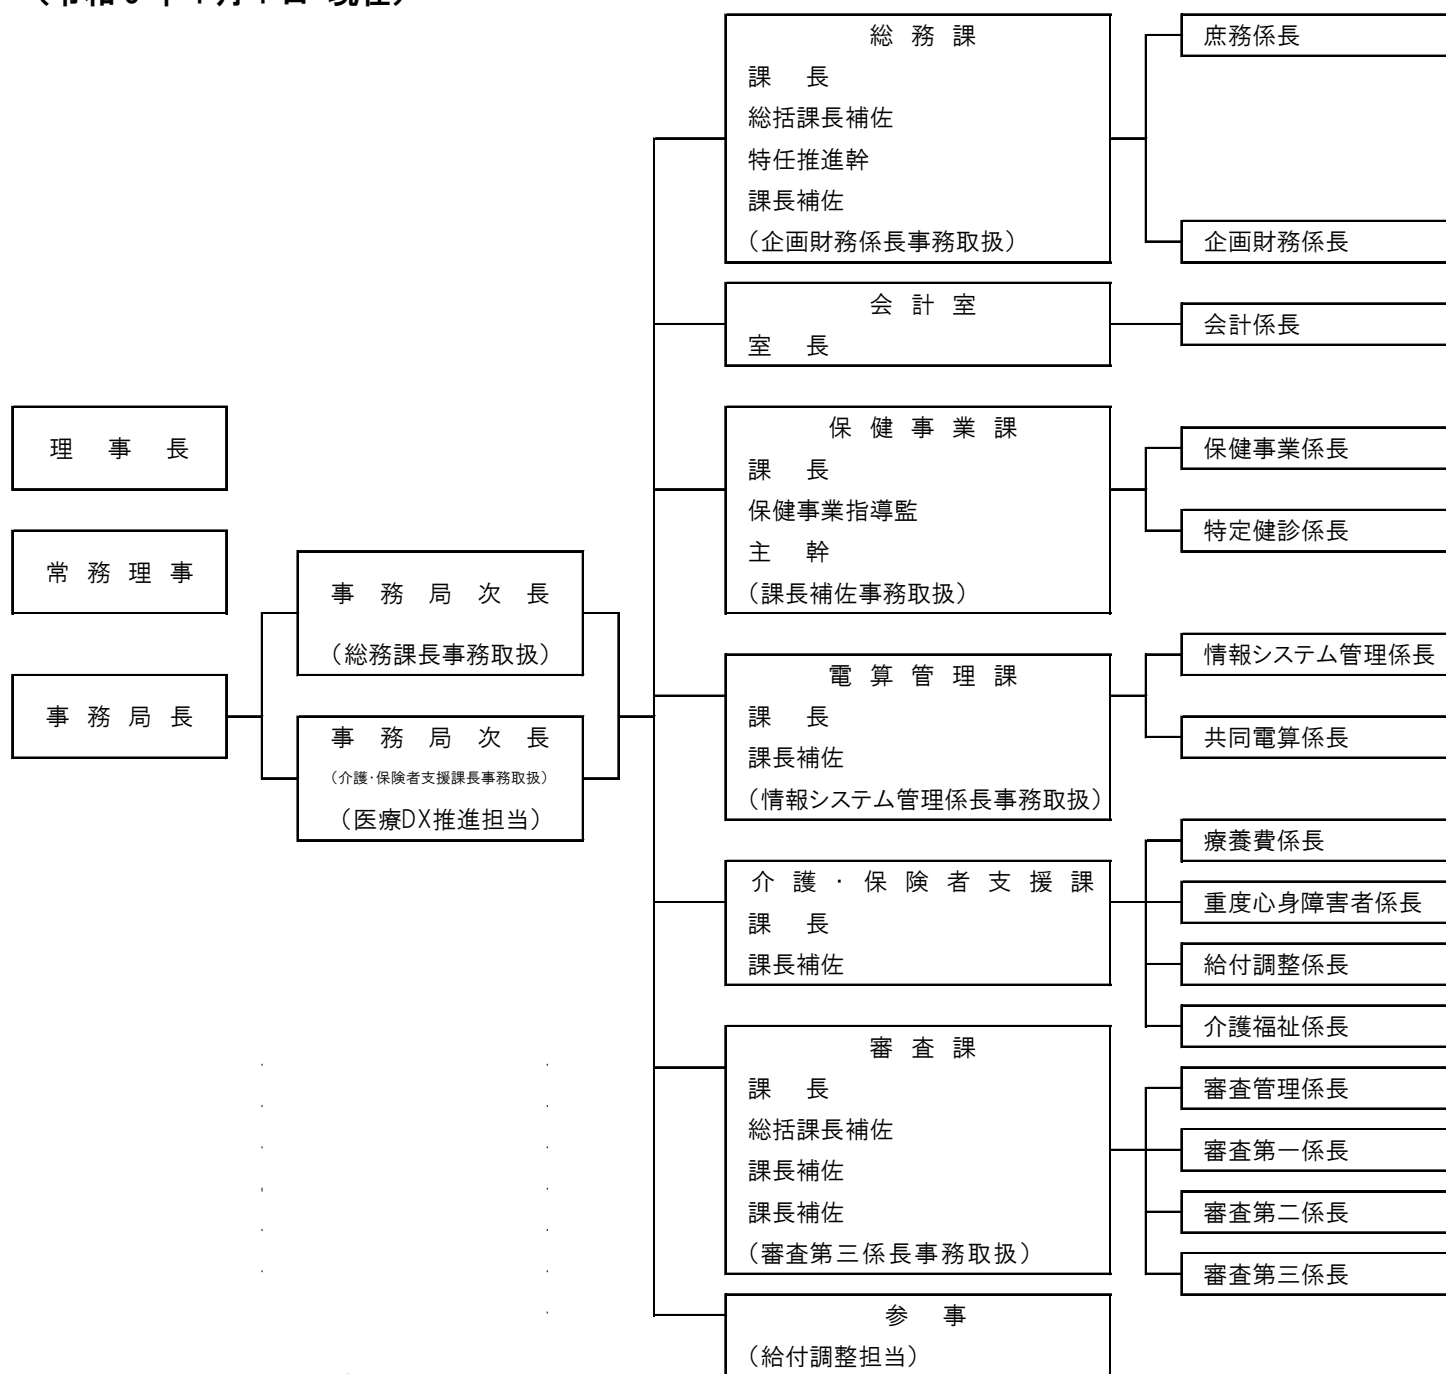 理事長
常務理事
事務局長
事務局次長
（総務課長事務取扱）
事務局次長
（介護・保険者支援課長事務取扱）
（医療DX推進担当）
総務課
課長
総括課長補佐
特任推進幹
課長補佐
（企画財務係長事務取扱）
庶務係長
企画財務係長
会計室
室長
会計係長
保健事業課
課長
保健事業指導監
主幹
（課長補佐事務取扱）
保健事業係長
特定健診係長
電算管理課
課長
課長補佐
（情報システム管理係長事務取扱）
情報システム管理係長
共同電算係長
介護・保険者支援課
課長
課長補佐
療養費係長
重度心身障害者係長
給付調整係長
介護福祉係長
審査課
課長
総括課長補佐
課長補佐
課長補佐
（審査第三係長事務取扱）
審査管理係長
審査第一係長
審査第二係長
審査第三係長
参事
（給付調整担当）